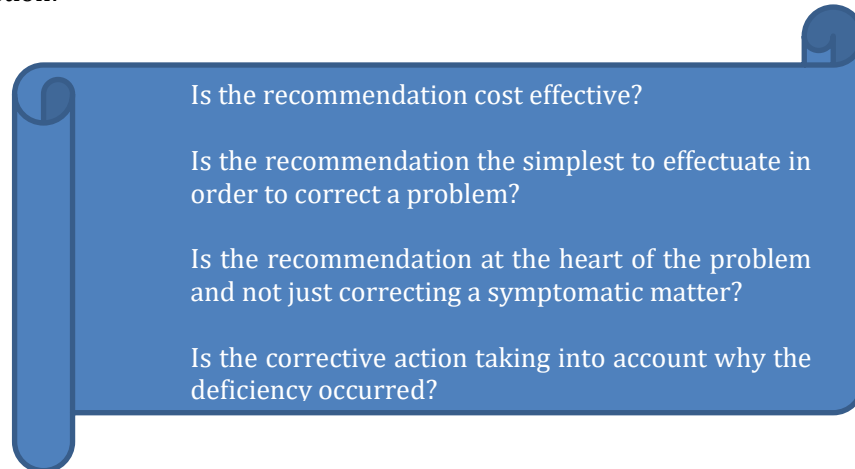 Is the recommendation cost effective?
Is the recommendation the simplest to effectuate in
order to correct a problem?
Is the recommendation at the heart of the problem
and not just correcting a symptomatic matter?
Is the corrective action taking into account why the
deficiency occurred?